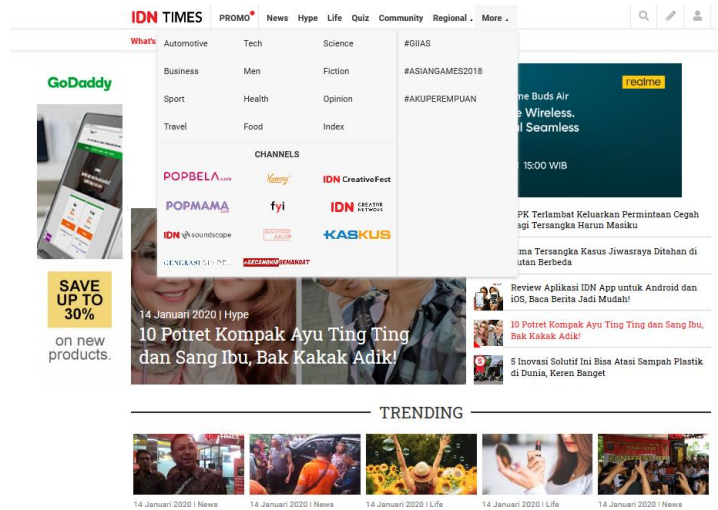 IDN TIMES
PROMO News Hype Life Quiz Community Regional More
What's
Automotive Tech Science #GIIAS
Business Men Fiction #ASIANGAMES2018
Sport Health Opinion #AKUPEREMPUAN
Travel Food Index
CHANNELS
POPBELA.com Yummy IDN CreativeFest
POPMAMA.com fyi IDN CREATOR NETWORK
IDN soundscape KASKUS
#SECANGKIRSEMANGAT
GoDaddy
SAVE
UP TO
30%
on new
products.
realme
me Buds Air
Wireless.
Seamless
15:00 WIB
PK Terlambat Keluarkan Permintaan Cegah
agi Tersangka Harun Masiku
ma Tersangka Kasus Jiwasraya Ditahan di
utan Berbeda
Review Aplikasi IDN App untuk Android dan
iOS, Baca Berita Jadi Mudah!
10 Potret Kompak Ayu Ting Ting dan Sang Ibu,
Bak Kakak Adik!
5 Inovasi Solutif Ini Bisa Atasi Sampah Plastik
di Dunia, Keren Banget
14 Januari 2020 | Hype
10 Potret Kompak Ayu Ting Ting
dan Sang Ibu, Bak Kakak Adik!
TRENDING
14 Januari 2020 | News
14 Januari 2020 | News
14 Januari 2020 | Life
14 Januari 2020 | Life
14 Januari 2020 | News